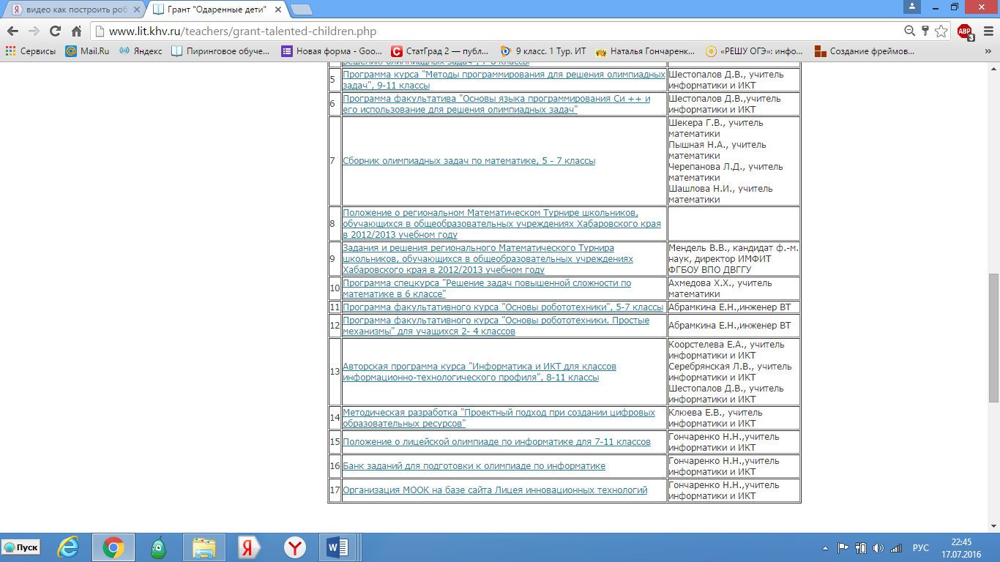 видео как построить роб
Грант "Одаренные дети"
www.lit.khv.ru/teachers/grant-talented-children.php
ABP
3
Сервисы
Mail.Ru
Яндекс
Пиринговое обуче...
Новая форма - Goo...
СтатГрад 2 — публ...
9 класс. 1 Тур. ИТ
Наталья Гончаренк...
«РЕШУ ОГЭ»: инфо...
Создание фреймов...
»
решению олимпиадных задач", 7-8 классы
5
Программа курса "Методы программирования для решения олимпиадных
задач", 9-11 классы
Шестопалов Д.В., учитель
информатики и ИКТ
6
Программа факультатива "Основы языка программирования Си ++ и
его использование для решения олимпиадных задач"
Шестопалов Д.В.,учитель
информатики и ИКТ
7
Сборник олимпиадных задач по математике, 5 - 7 классы
Шекера Г.В., учитель
математики
Пышная Н.А., учитель
математики
Черепанова Л.Д., учитель
математики
Шашлова Н.И., учитель
математики
8
Положение о региональном Математическом Турнире школьников,
обучающихся в общеобразовательных учреждениях Хабаровского края
в 2012/2013 учебном году
9
Задания и решения регионального Математического Турнира
школьников, обучающихся в общеобразовательных учреждениях
Хабаровского края в 2012/2013 учебном году
Мендель В.В., кандидат ф.-м.
наук, директор ИМФИТ
ФГБОУ ВПО ДВГГУ
10
Программа спецкурса "Решение задач повышенной сложности по
математике в 6 классе"
Ахмедова Х.Х., учитель
математики
11
Программа факультативного курса "Основы робототехники", 5-7 классы
Абрамкина Е.Н.,инженер ВТ
12
Программа факультативного курса "Основы робототехники. Простые
механизмы" для учащихся 2- 4 классов
Абрамкина Е.Н.,инженер ВТ
13
Авторская программа курса "Информатика и ИКТ для классов
информационно-технологического профиля", 8-11 классы
Коорстелева Е.А., учитель
информатики и ИКТ
Серебрянская Л.В., учитель
информатики и ИКТ
Шестопалов Д.В., учитель
информатики и ИКТ
14
Методическая разработка "Проектный подход при создании цифровых
образовательных ресурсов"
Клюева Е.В., учитель
информатики и ИКТ
15
Положение о лицейской олимпиаде по информатике для 7-11 классов
Гончаренко Н.Н.,учитель
информатики и ИКТ
16
Банк заданий для подготовки к олимпиаде по информатике
Гончаренко Н.Н.,учитель
информатики и ИКТ
17
Организация МООК на базе сайта Лицея инновационных технологий
Гончаренко Н.Н.,учитель
информатики и ИКТ
Пуск
РУС
22:45
17.07.2016